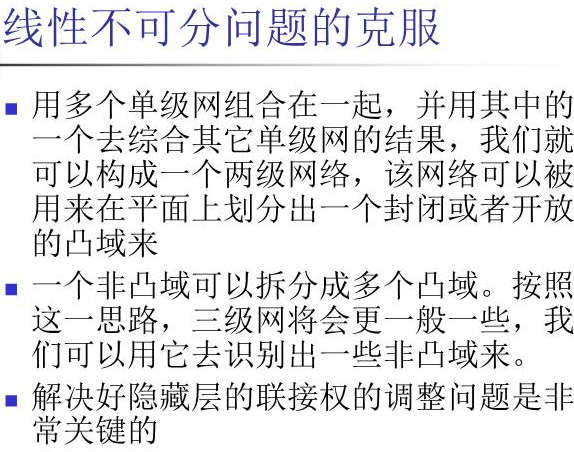 线性不可分问题的克服
用多个单级网组合在一起，并用其中的
一个去综合其它单级网的结果，我们就
可以构成一个两级网络，该网络可以被
用来在平面上划分出一个封闭或者开放
的凸域来
一个非凸域可以拆分成多个凸域。按照
这一思路，三级网将会更一般一些，我
们可以用它去识别出一些非凸域来。
解决好隐藏层的联接权的调整问题是非
常关键的